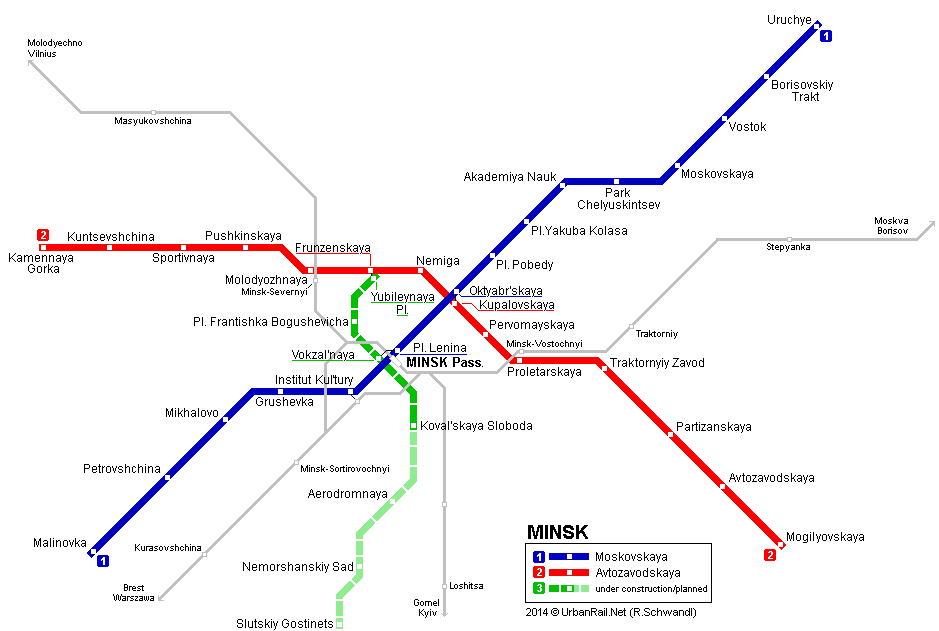 Uruchye
1
Molodyechno
Vilnius
Borisovskiy
Trakt
Masyukovshchina
Vostok
Moskovskaya
Akademiya Nauk
Park
Chelyuskintsev
Moskva
Borisov
Pl.Yakuba Kolasa
2
Kuntsevshchina
Pushkinskaya
Kamennaya
Gorka
Sportivnaya
Frunzenskaya
Stepyanka
Nemiga
Pl. Pobedy
Molodyozhnaya
Minsk-Severnyi
Yubileynaya
Pl.
Oktyabr'skaya
Kupalovskaya
Pl. Frantishka Bogushevicha
Pervomayskaya
Traktorniy
Minsk-Vostochnyi
Vokzal'naya
Pl. Lenina
MINSK Pass.
Proletarskaya
Traktornyiy Zavod
Institut Kul'tury
Grushevka
Mikhalovo
Koval'skaya Sloboda
Partizanskaya
Petrovshchina
Minsk-Sortirovochnyi
Avtozavodskaya
Aerodromnaya
Malinovka
1
Kurasovshchina
Mogilyovskaya
2
Nemorshanskiy Sad
Brest
Warszawa
Loshitsa
Gomel
Kyiv
Slutskiy Gostinets
MINSK
1 Moskovskaya
2 Avtozavodskaya
3 under construction/planned
2014 © UrbanRail.Net (R.Schwandl)